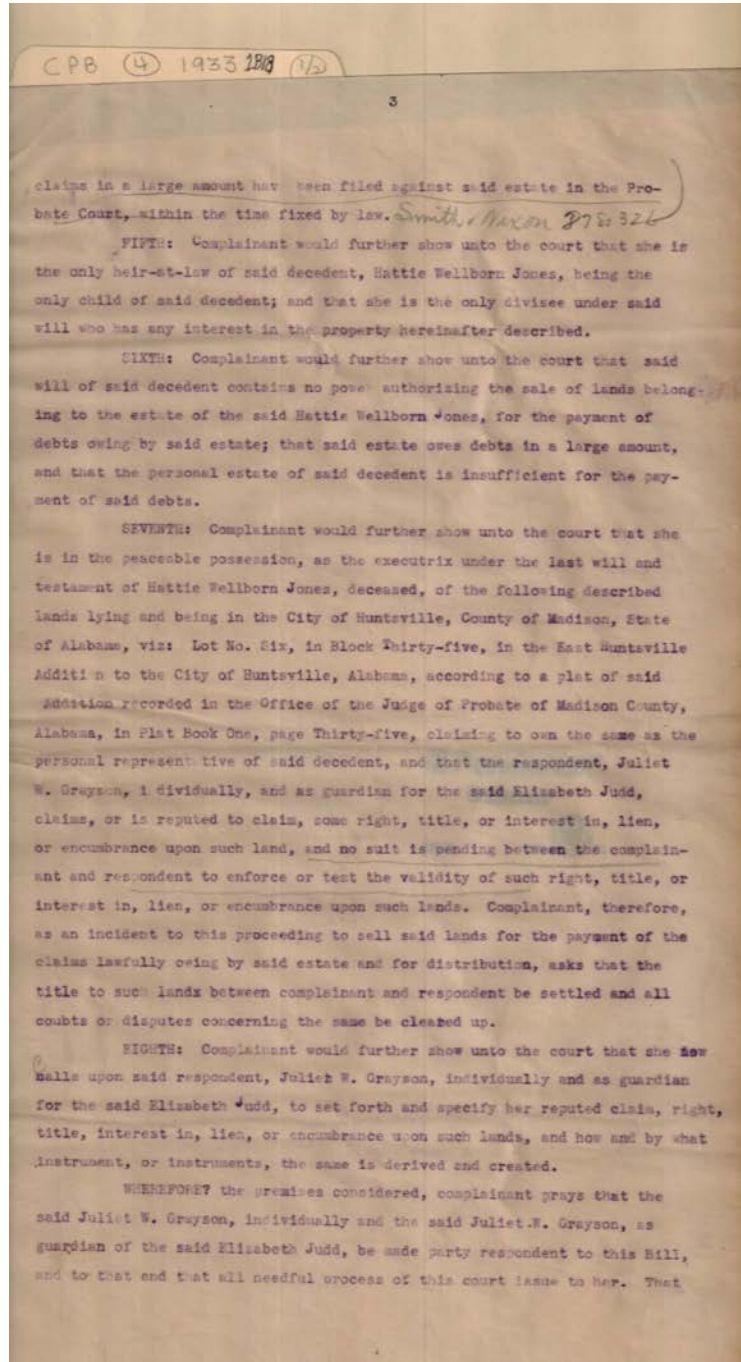 CPB (4) 1933 (1/2)
3
claims in a large amount hav been filed against said estate in the Pro-
bate Couat, within the time fixed by law. Smith v Nixon
FIFTH: Complainant would further show unto the court that she is
the only heir-at-law of said decedent, Hattie Wellborn Jones, being the
only child of said decedent; and that she is the only divisee under said
will who has any interest in the property hereinafter described.
SIXTH: Complainant would further show unto the court that said
will of said decedent contains no power authorizing the sale of lands belong-
ing to the estate of the said Hattie Wellborn Jones, for the payment of
debts owing by said estate; that said estate owes debts in a large amount,
and that the personal estate of said decedent is insufficient for the pay-
ment of said debts.
SEVENTH: Complainant would further show unto the court that she
is in the peaceable possession, as the executrix under the last will and
testament of Hattie Wellborn Jones, deceased, of the following described
lands lying and being in the City of Huntsville, County of Madison, State
of Alabama, viz: Lot No. Six, in Block Thirty-five, in the East Huntsville
Additi n to the City of Huntsville, Alabama, according to a plat of said
Addition recorded in the Office of the Judge of Probate of Madison County,
Alabama, in Plat Book One, page Thirty-five, claiming to own the same as the
personal represent tive of said decedent, and that the respondent, Juliet
W. Grayson, i dividually, and as guardian for the said Elizabeth Judd,
claims, or is reputed to claim, some right, title, or interest in, lien,
or encumbrance upon such land, and no suit is pending between the complain-
ant and respondent to enforce or test the validity of such right, title, or
interest in, lien, or encumbrance upon such lands. Complainant, therefore,
as an incident to this proceeding to sell said lands for the payment of the
claims lawfully owing by said estate and for distribution, asks that the
title to such landx between complainant and respondent be settled and all
coubts or disputes concerning the same be cleared up.
EIGHTH: Complainant would further show unto the court that she now
calls upon said respondent, Juliet W. Grayson, individually and as guardian
for the said Elizabeth Judd, to set forth and specify her reputed claim, right,
title, interest in, lien, or encumbrance upon such lands, and how and by what
instrument, or instruments, the same is derived and created.
WHEREFORE? the premises considered, complainant prays that the
said Juliet W. Grayson, individually and the said Juliet.W. Grayson, as
guardian of the said Elizabeth Judd, be made party respondent to this Bill,
and to that end that all needful process of this court issue to her. That